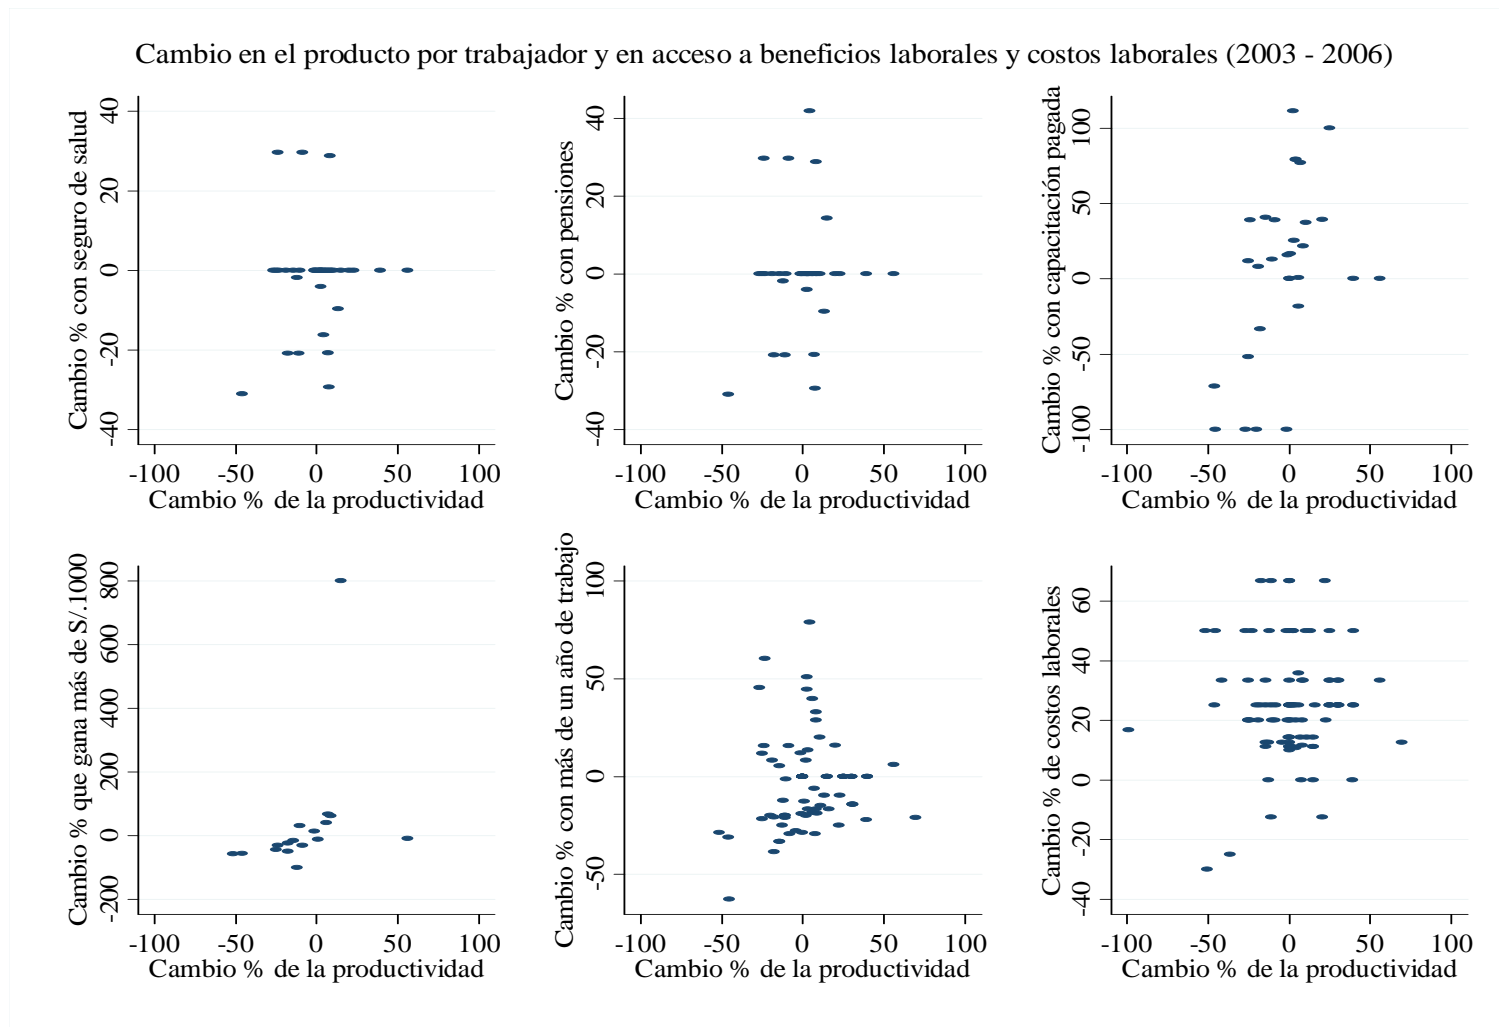 Cambio en el producto por trabajador y en acceso a beneficios laborales y costos laborales (2003 - 2006)
Cambio % con seguro de salud
40
20
0
-20
-40
-100 -50 0 50 100
Cambio % de la productividad
Cambio % con pensiones
40
20
0
-20
-40
-100 -50 0 50 100
Cambio % de la productividad
Cambio % con capacitación pagada
100
50
0
-50
-100
-100 -50 0 50 100
Cambio % de la productividad
Cambio % que gana más de S/.1000
800
600
400
200
0
-200
-100 -50 0 50 100
Cambio % de la productividad
Cambio % con más de un año de trabajo
100
50
0
-50
-100 -50 0 50 100
Cambio % de la productividad
Cambio % de costos laborales
60
40
20
0
-20
-40
-100 -50 0 50 100
Cambio % de la productividad